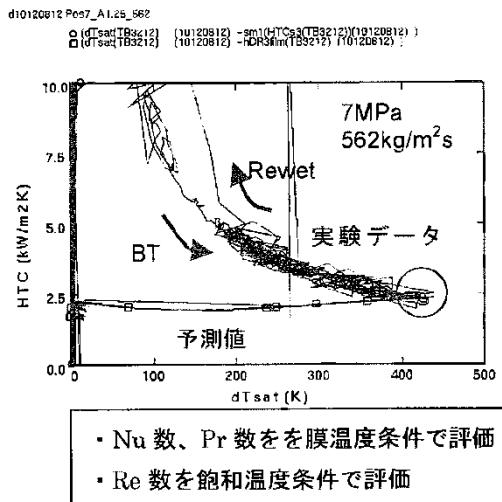 d10120812 Pos7_A1.25_562
(dTsat(TB3212) (10120812) -sm1(HTCs3(TB3212))(10120812) )
(dTsat(TB3212) (10120812) -hDR3film(TB3212) (10120812) )
10.0
7MPa
562kg/m²s
7.5
Rewet
HTC (kW/m2K)
5.0
実験データ
BT
2.5
予測値
0.0
0 100 200 300 400 500
dTsat (K)
・Nu 数、Pr 数をを膜温度条件で評価
・Re 数を飽和温度条件で評価